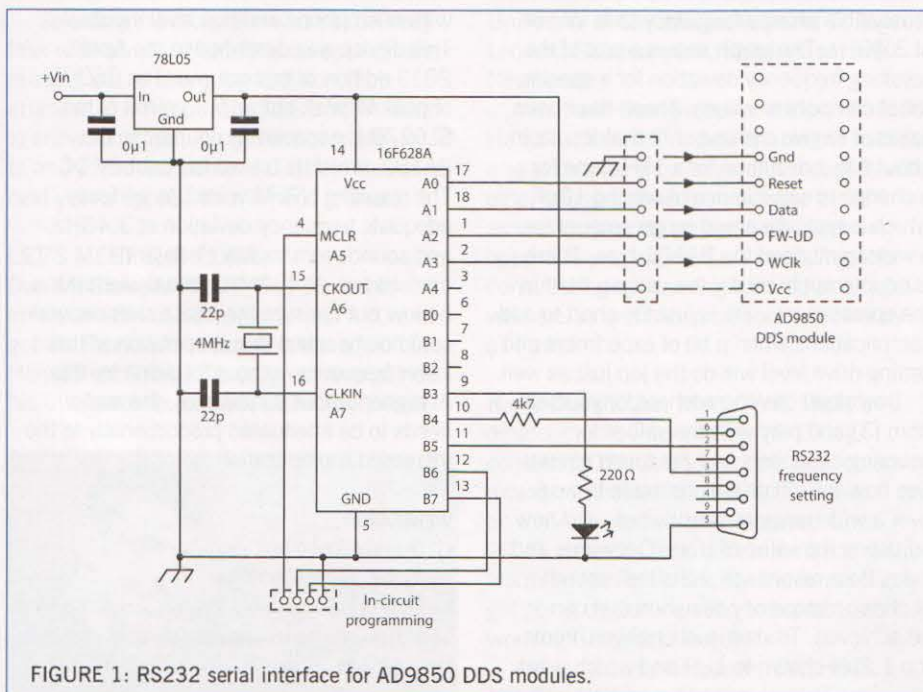 +Vin
78L05
In
Out
Gnd
0µ1
0µ1
14
16F628A
Vcc
4
MCLR
A5
15
CKOUT
A6
22p
4MHz
16
CLKIN
A7
22p
GND
A0
17
A1
18
A2
1
A3
2
A4
3
B0
6
B1
7
B2
8
B3
9
B4
10
B5
11
B6
12
B7
13
4k7
In-circuit
programming
Gnd
Reset
Data
FW-UD
WCLK
Vcc
AD9850
DDS module
1
6
2
7
3
8
4
9
5
RS232
frequency
setting
FIGURE 1: RS232 serial interface for AD9850 DDS modules.